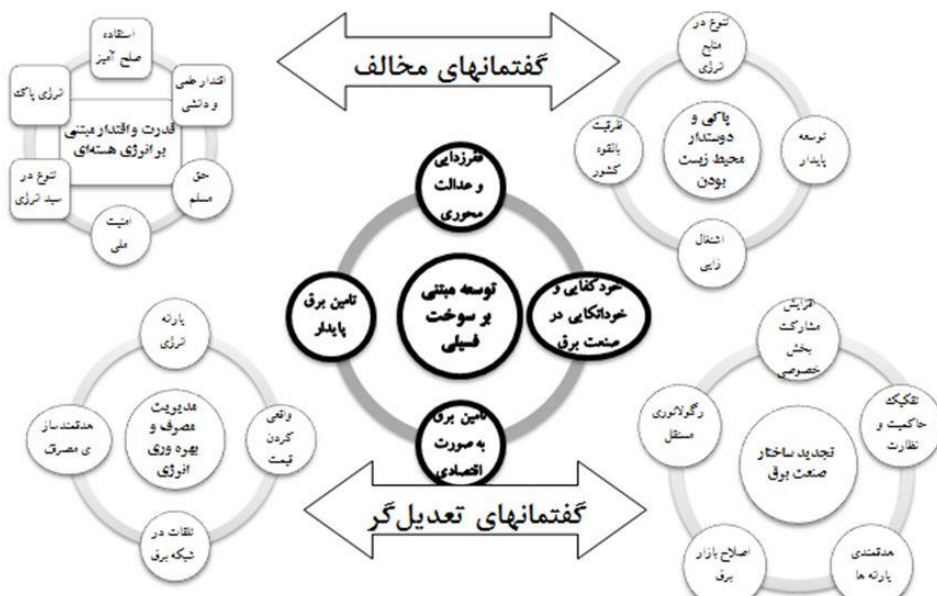 گفتمانهای مخالف
تنوع در
منابع
انرژی
پاکی و
دوستدار
محیط زیست
بودن
توسعه
پایدار
اشتغال
زایی
ظرفیت
بالقوه
کشور
استفاده
صلح آمیز
اقتدار علمی
و دانشی
حق
مسلم
امنیت
ملی
تنوع در
سبد انرژی
انرژی پاک
قدرت و اقتدار مبتنی
بر انرژی هسته‌ای
فقرزدایی
و عدالت
محوری
خودکفایی و
خوداتکایی در
صنعت برق
تامین برق
به صورت
اقتصادی
تامین برق
پایدار
توسعه مبتنی
بر سوخت
فسیلی
افزایش
مشارکت
بخش
خصوصی
تفکیک
حاکمیت و
نظارت
هدفمندی
یارانه ها
اصلاح بازار
برق
رگولاتوری
مستقل
تجدید ساختار
صنعت برق
یارانه
انرژی
واقعی
کردن
قیمت
تلفات در
شبکه برق
هدفمندساز
ی مصرف
مدیریت
مصرف و
بهره وری
انرژی
گفتمانهای تعدیل‌گر